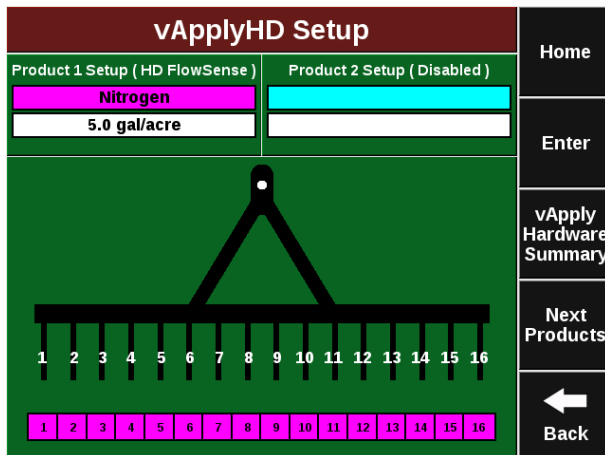 vApplyHD Setup
Product 1 Setup ( HD FlowSense )
Nitrogen
5.0 gal/acre
Product 2 Setup ( Disabled )
1 2 3 4 5 6 7 8 9 10 11 12 13 14 15 16
1 2 3 4 5 6 7 8 9 10 11 12 13 14 15 16
Home
Enter
vApply
Hardware
Summary
Next
Products
Back